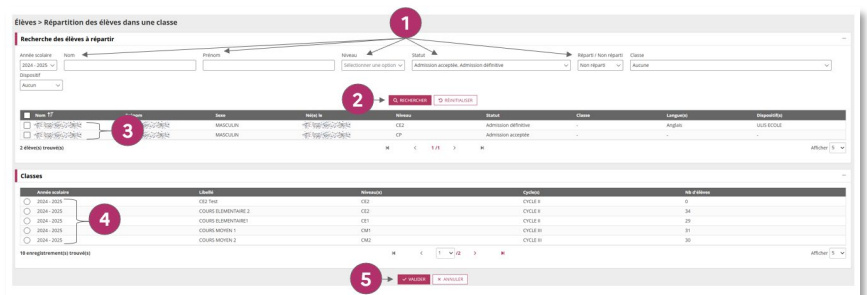 Élèves > Répartition des élèves dans une classe
1
Recherche des élèves à répartir
Année scolaire Nom Prénom Niveau Statut Réparti / Non réparti Classe
2024 - 2025 Sélectionner une option Admission acceptée, Admission définitive Non réparti Aucune
Dispositif
Aucun
2 RECHERCHER RÉINITIALISER
Nom Prénom Sexe Né(e) le Niveau Statut Classe Langue(s) Dispositif(s)
MASCULIN CE2 Admission définitive - Anglais ULIS ECOLE
3
MASCULIN CP Admission acceptée - - -
2 élève(s) trouvé(s) 1 /1 Afficher 5
Classes
Année scolaire Libellé Niveau(x) Cycle(s) Nb d'élèves
2024 - 2025 CE2 Test CE2 CYCLE II 0
2024 - 2025 COURS ELEMENTAIRE 2 CE2 CYCLE II 34
4
2024 - 2025 COURS ELEMENTAIRE1 CE1 CYCLE II 29
2024 - 2025 COURS MOYEN 1 CM1 CYCLE III 31
2024 - 2025 COURS MOYEN 2 CM2 CYCLE III 30
10 enregistrement(s) trouvé(s) 1 /2 Afficher 5
5 VALIDER ANNULER